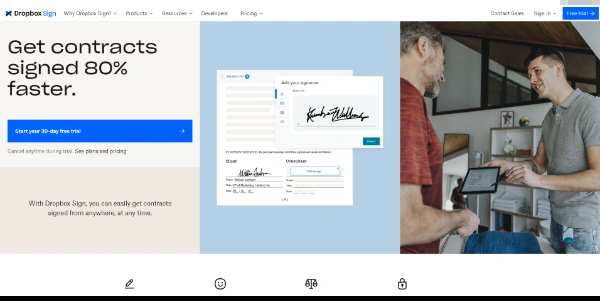 Dropbox Sign
Why Dropbox Sign?
Products
Resources
Developers
Pricing
Contact Sales
Sign in
Free trial
Get contracts
signed 80%
faster.
Start your 30-day free trial
Cancel anytime during trial. See plans and pricing
With Dropbox Sign, you can easily get contracts
signed from anywhere, at any time.
Add your signature